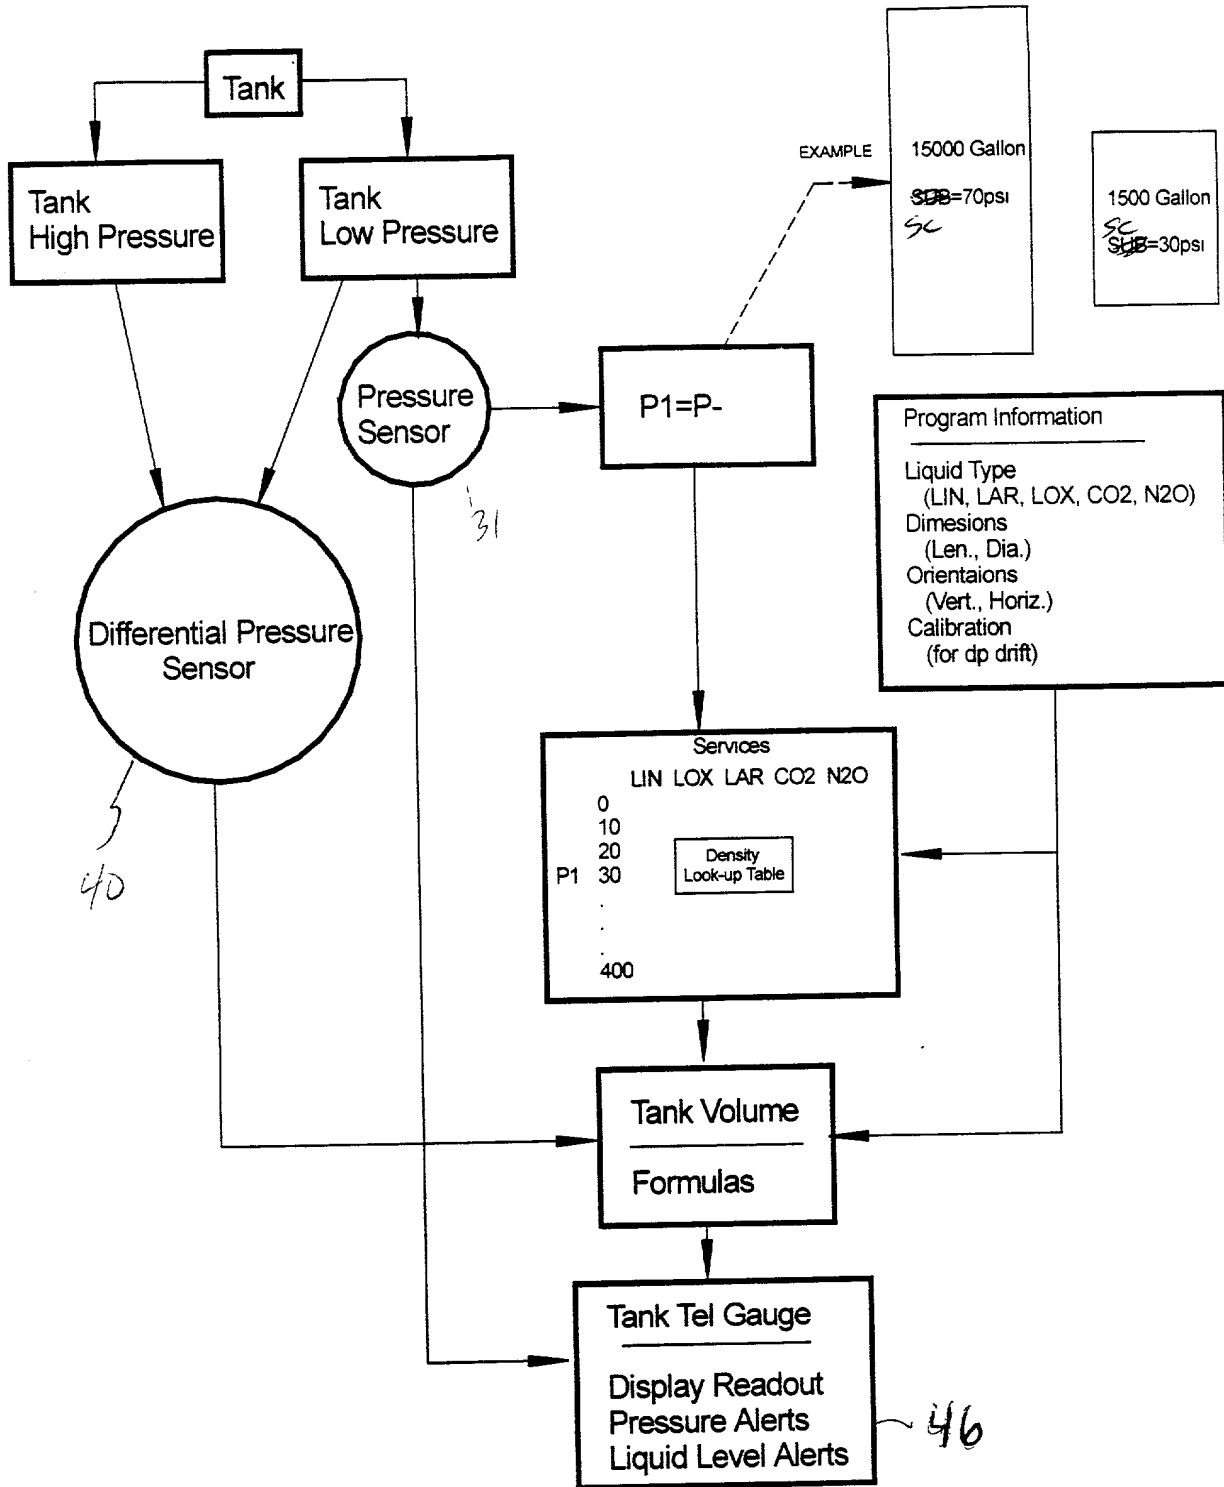 Tank
Tank
High Pressure
Tank
Low Pressure
EXAMPLE
15000 Gallon
=70psi
SC
1500 Gallon
SC
=30psi
Pressure
Sensor
31
P1=P-
Program Information
Liquid Type
(LIN, LAR, LOX, CO2, N2O)
Dimesions
(Len., Dia.)
Orientaions
(Vert., Horiz.)
Calibration
(for dp drift)
Differential Pressure
Sensor
40
Services
LIN LOX LAR CO2 N2O
0
10
20
P1 30
.
.
.
400
Density
Look-up Table
Tank Volume
Formulas
Tank Tel Gauge
Display Readout
Pressure Alerts
Liquid Level Alerts
46